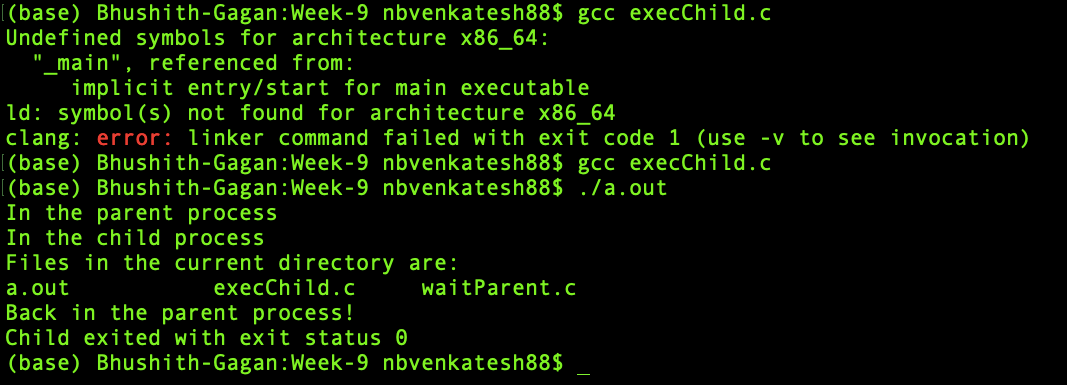 (base) Bhushith-Gagan:Week-9 nbvenkatesh88$ gcc execChild.c
Undefined symbols for architecture x86_64:
  "_main", referenced from:
     implicit entry/start for main executable
ld: symbol(s) not found for architecture x86_64
clang: error: linker command failed with exit code 1 (use -v to see invocation)
(base) Bhushith-Gagan:Week-9 nbvenkatesh88$ gcc execChild.c
(base) Bhushith-Gagan:Week-9 nbvenkatesh88$ ./a.out
In the parent process
In the child process
Files in the current directory are:
a.out           execChild.c     waitParent.c
Back in the parent process!
Child exited with exit status 0
(base) Bhushith-Gagan:Week-9 nbvenkatesh88$ _